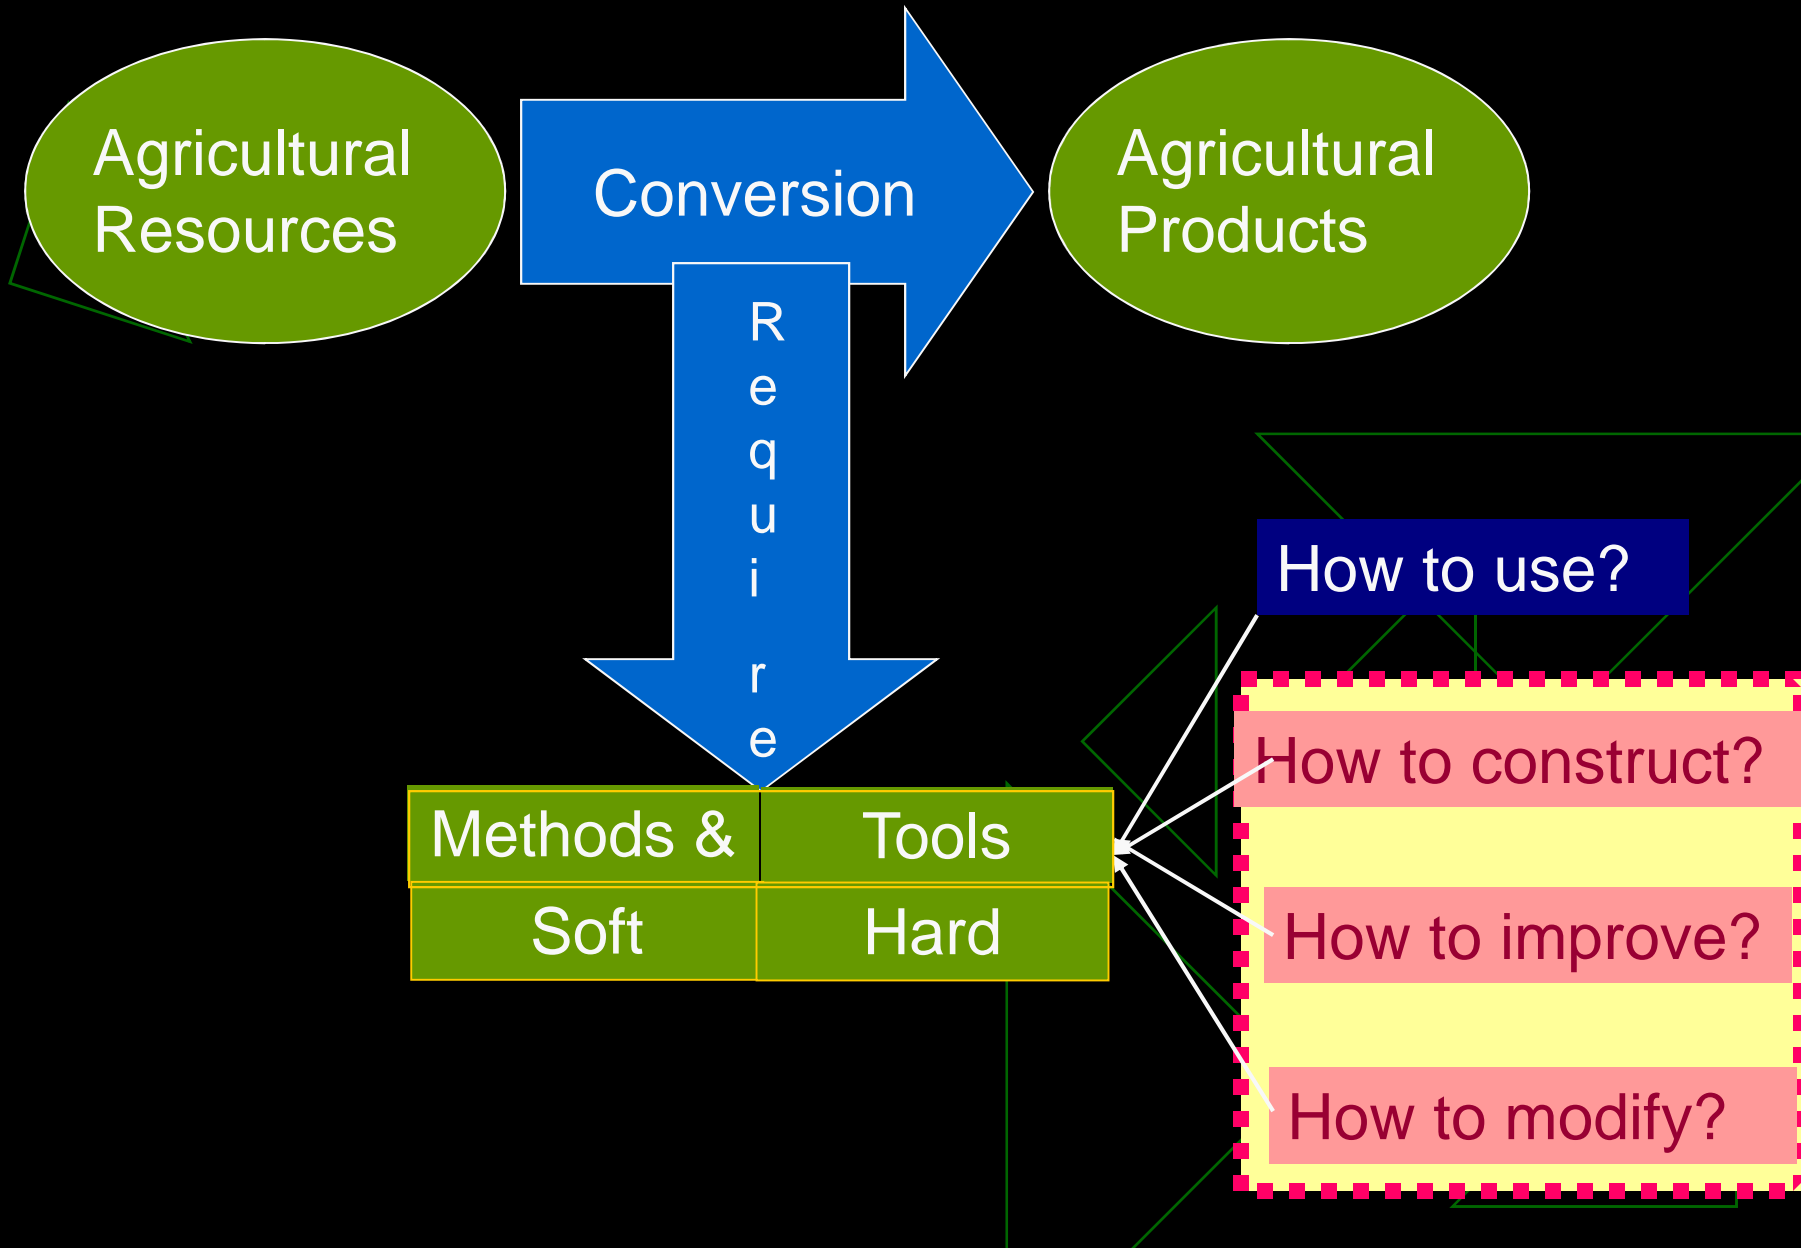 Agricultural
Resources
Conversion
Agricultural
Products
R
e
q
u
i
r
e
How to use?
How to construct?
Methods & Tools
Soft Hard
How to improve?
How to modify?